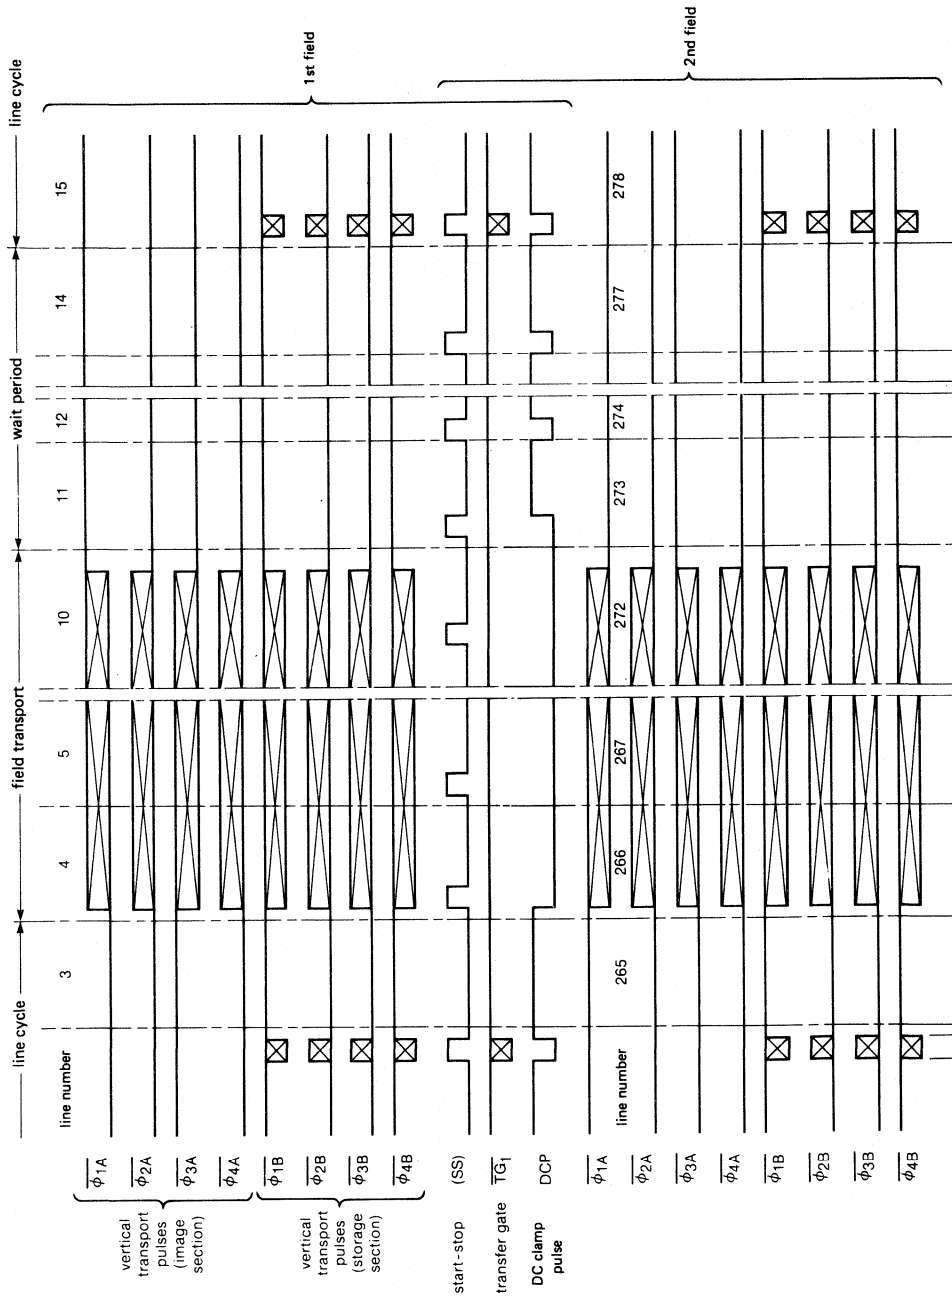 line cycle
field transport
wait period
line cycle
line number
3
4
5
10
11
12
14
15
φ1A
φ2A
φ3A
φ4A
vertical
transport
pulses
(image
section)
φ1B
φ2B
φ3B
φ4B
vertical
transport
pulses
(storage
section)
1st field
start-stop
(SS)
transfer gate
TG1
DC clamp
pulse
DCP
2nd field
line number
265
266
267
272
273
274
277
278
φ1A
φ2A
φ3A
φ4A
φ1B
φ2B
φ3B
φ4B